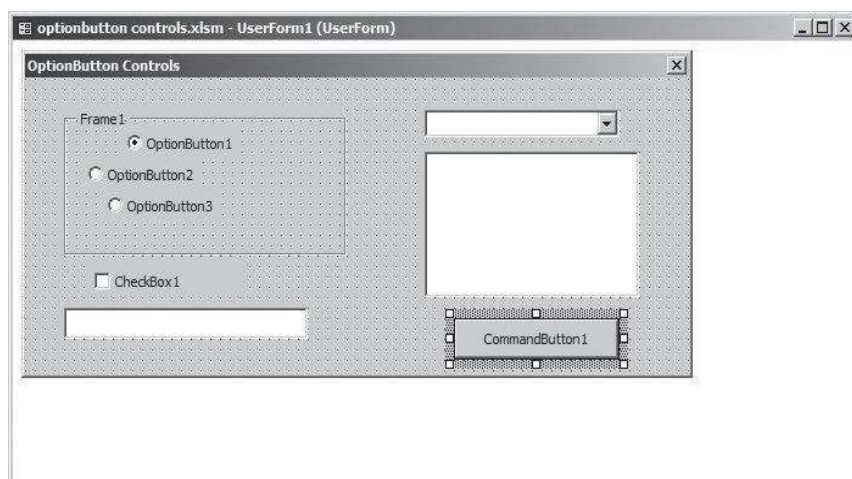 optionbutton controls.xlsm - UserForm1 (UserForm)
OptionButton Controls
Frame1
OptionButton1
OptionButton2
OptionButton3
CheckBox1
CommandButton1